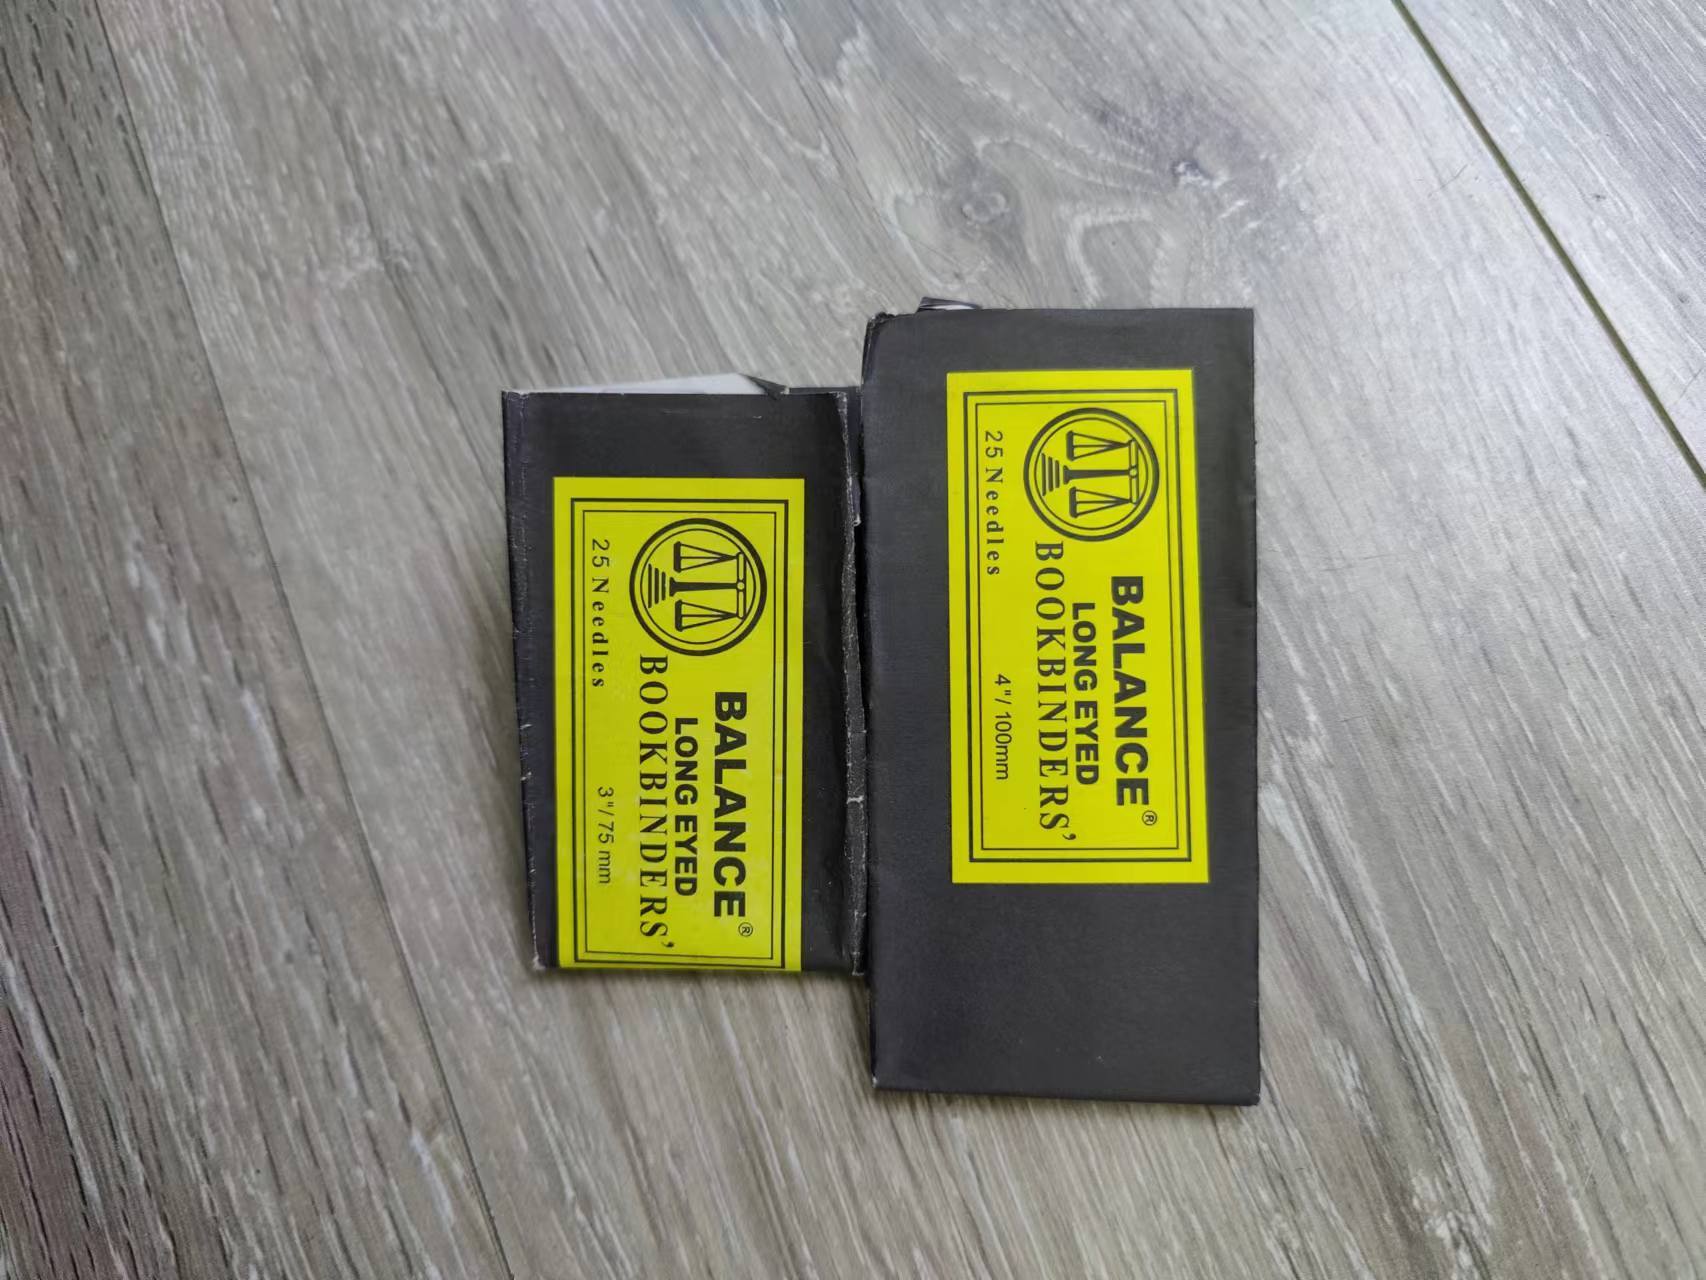 BALANCE®
LONG EYED
BOOKBINDERS’
25 Needles 3"/75 mm
BALANCE®
LONG EYED
BOOKBINDERS’
25 Needles 4"/100mm